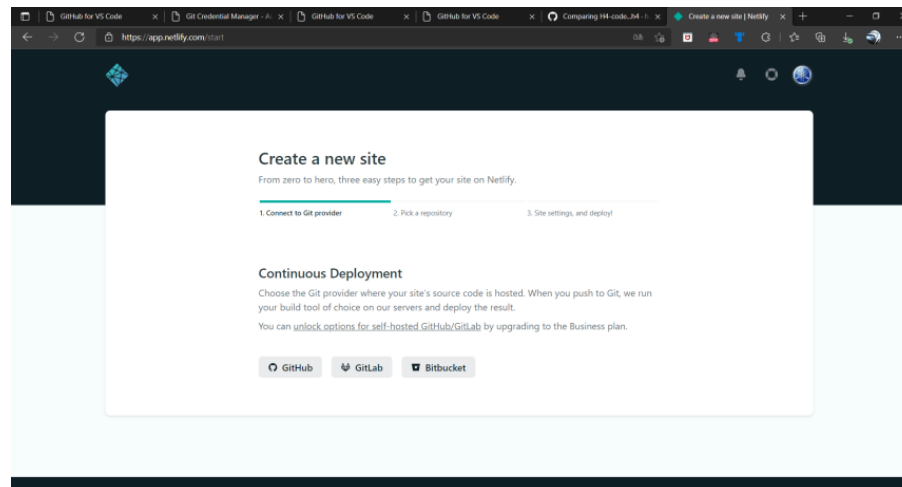 GitHub for VS Code
Git Credential Manager - A
GitHub for VS Code
GitHub for VS Code
Comparing H4-code..
Create a new site | Netlify
https://app.netlify.com/start
Create a new site
From zero to hero, three easy steps to get your site on Netlify.
1. Connect to Git provider
2. Pick a repository
3. Site settings, and deploy!
Continuous Deployment
Choose the Git provider where your site's source code is hosted. When you push to Git, we run
your build tool of choice on our servers and deploy the result.
You can unlock options for self-hosted GitHub/GitLab by upgrading to the Business plan.
GitHub
GitLab
Bitbucket